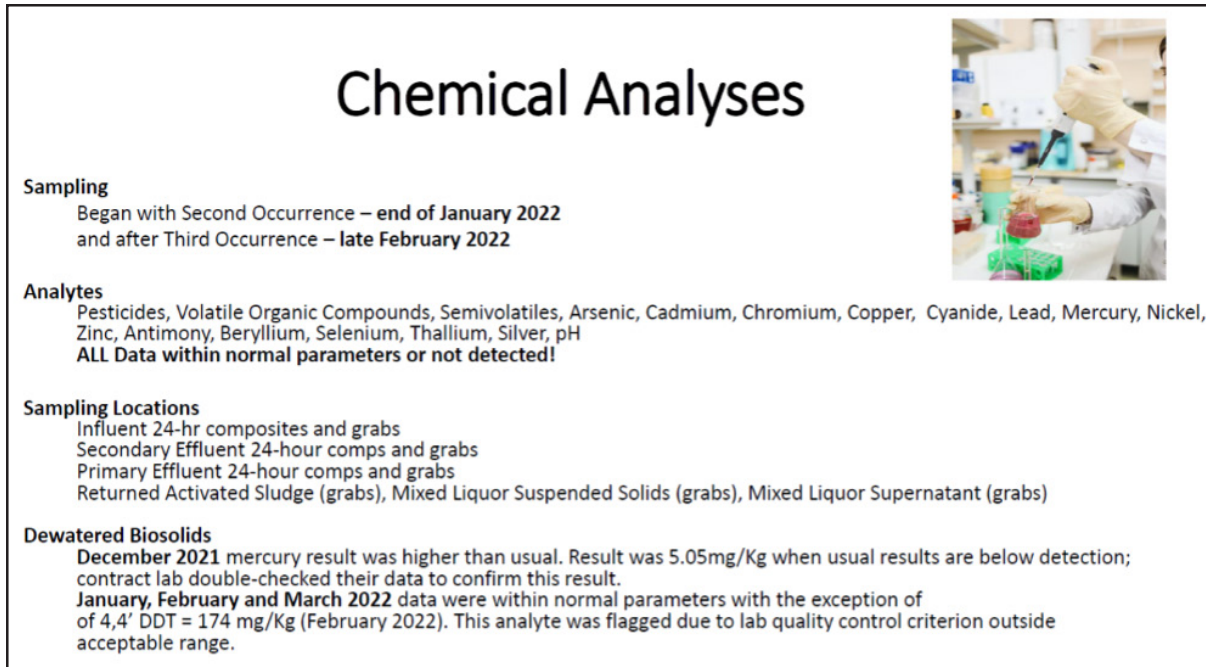 Chemical Analyses
Sampling
Began with Second Occurrence – end of January 2022
and after Third Occurrence – late February 2022
Analytes
Pesticides, Volatile Organic Compounds, Semivolatiles, Arsenic, Cadmium, Chromium, Copper, Cyanide, Lead, Mercury, Nickel,
Zinc, Antimony, Beryllium, Selenium, Thallium, Silver, pH
ALL Data within normal parameters or not detected!
Sampling Locations
Influent 24-hr composites and grabs
Secondary Effluent 24-hour comps and grabs
Primary Effluent 24-hour comps and grabs
Returned Activated Sludge (grabs), Mixed Liquor Suspended Solids (grabs), Mixed Liquor Supernatant (grabs)
Dewatered Biosolids
December 2021 mercury result was higher than usual. Result was 5.05mg/Kg when usual results are below detection;
contract lab double-checked their data to confirm this result.
January, February and March 2022 data were within normal parameters with the exception of
of 4,4’ DDT = 174 mg/Kg (February 2022). This analyte was flagged due to lab quality control criterion outside
acceptable range.